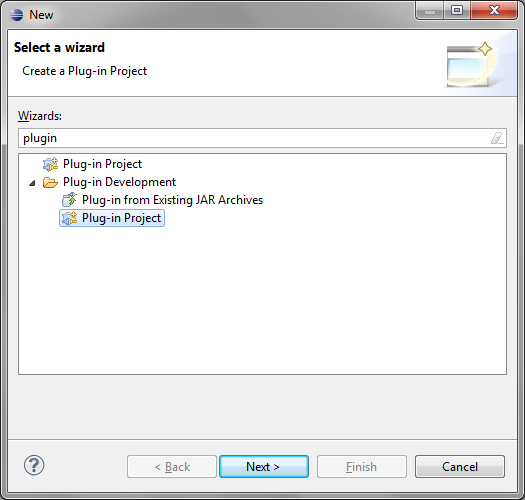 New
Select a wizard
Create a Plug-in Project
Wizards:
plugin
Plug-in Project
Plug-in Development
Plug-in from Existing JAR Archives
Plug-in Project
?
< Back
Next >
Finish
Cancel